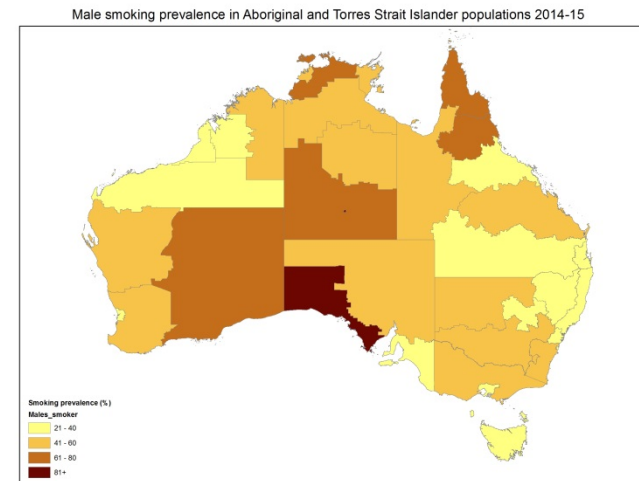 Male smoking prevalence in Aboriginal and Torres Strait Islander populations 2014-15
Smoking prevalence (%)
Males_smoker
21 - 40
41 - 60
61 - 80
81+